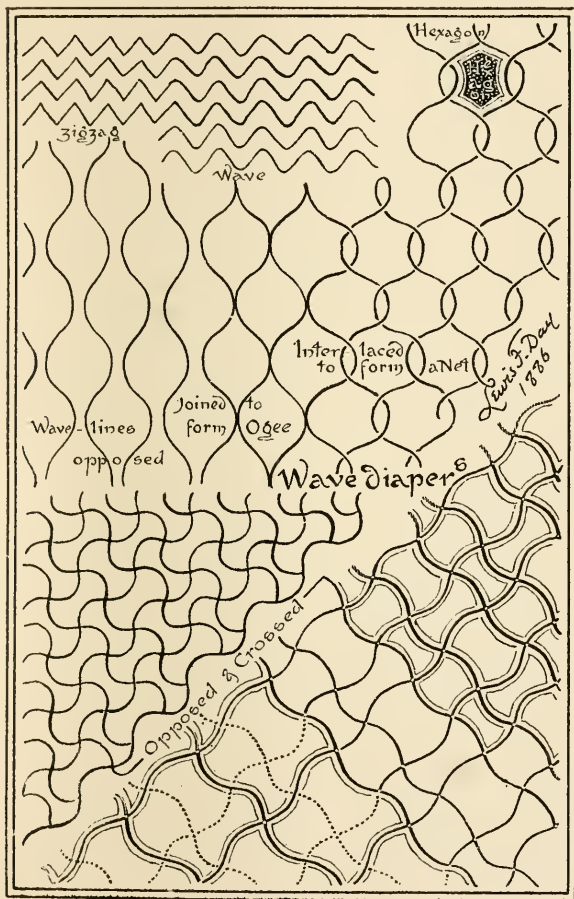 Hexagon
zigzag
Wave
Inter- laced
to form a Net
Lewis F. Day
1886
Joined to
form Ogee
Wave-lines
opposed
Wave diapers
Opposed & Crossed